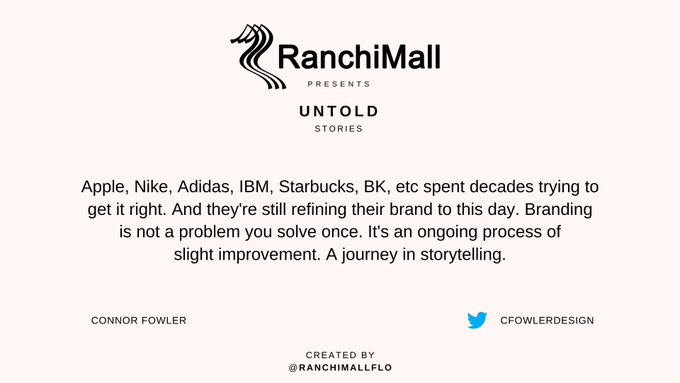 RanchiMall
PRESENTS
UNTOLD
STORIES
Apple, Nike, Adidas, IBM, Starbucks, BK, etc spent decades trying to
get it right. And they're still refining their brand to this day. Branding
is not a problem you solve once. It's an ongoing process of
slight improvement. A journey in storytelling.
CONNOR FOWLER
CFOWLERDESIGN
CREATED BY
@RANCHIMALLFLO